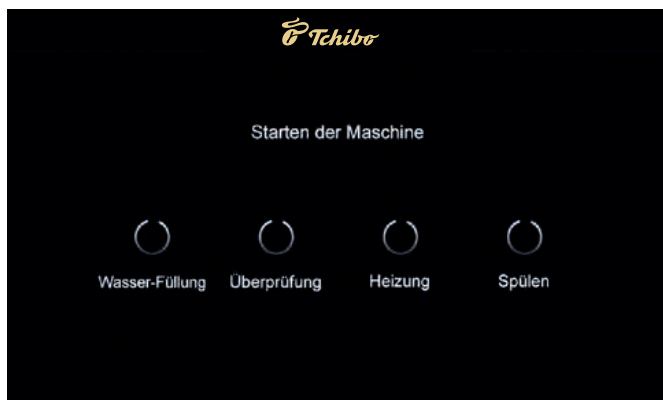 Tchibo
Starten der Maschine
Wasser-Füllung Überprüfung Heizung Spülen